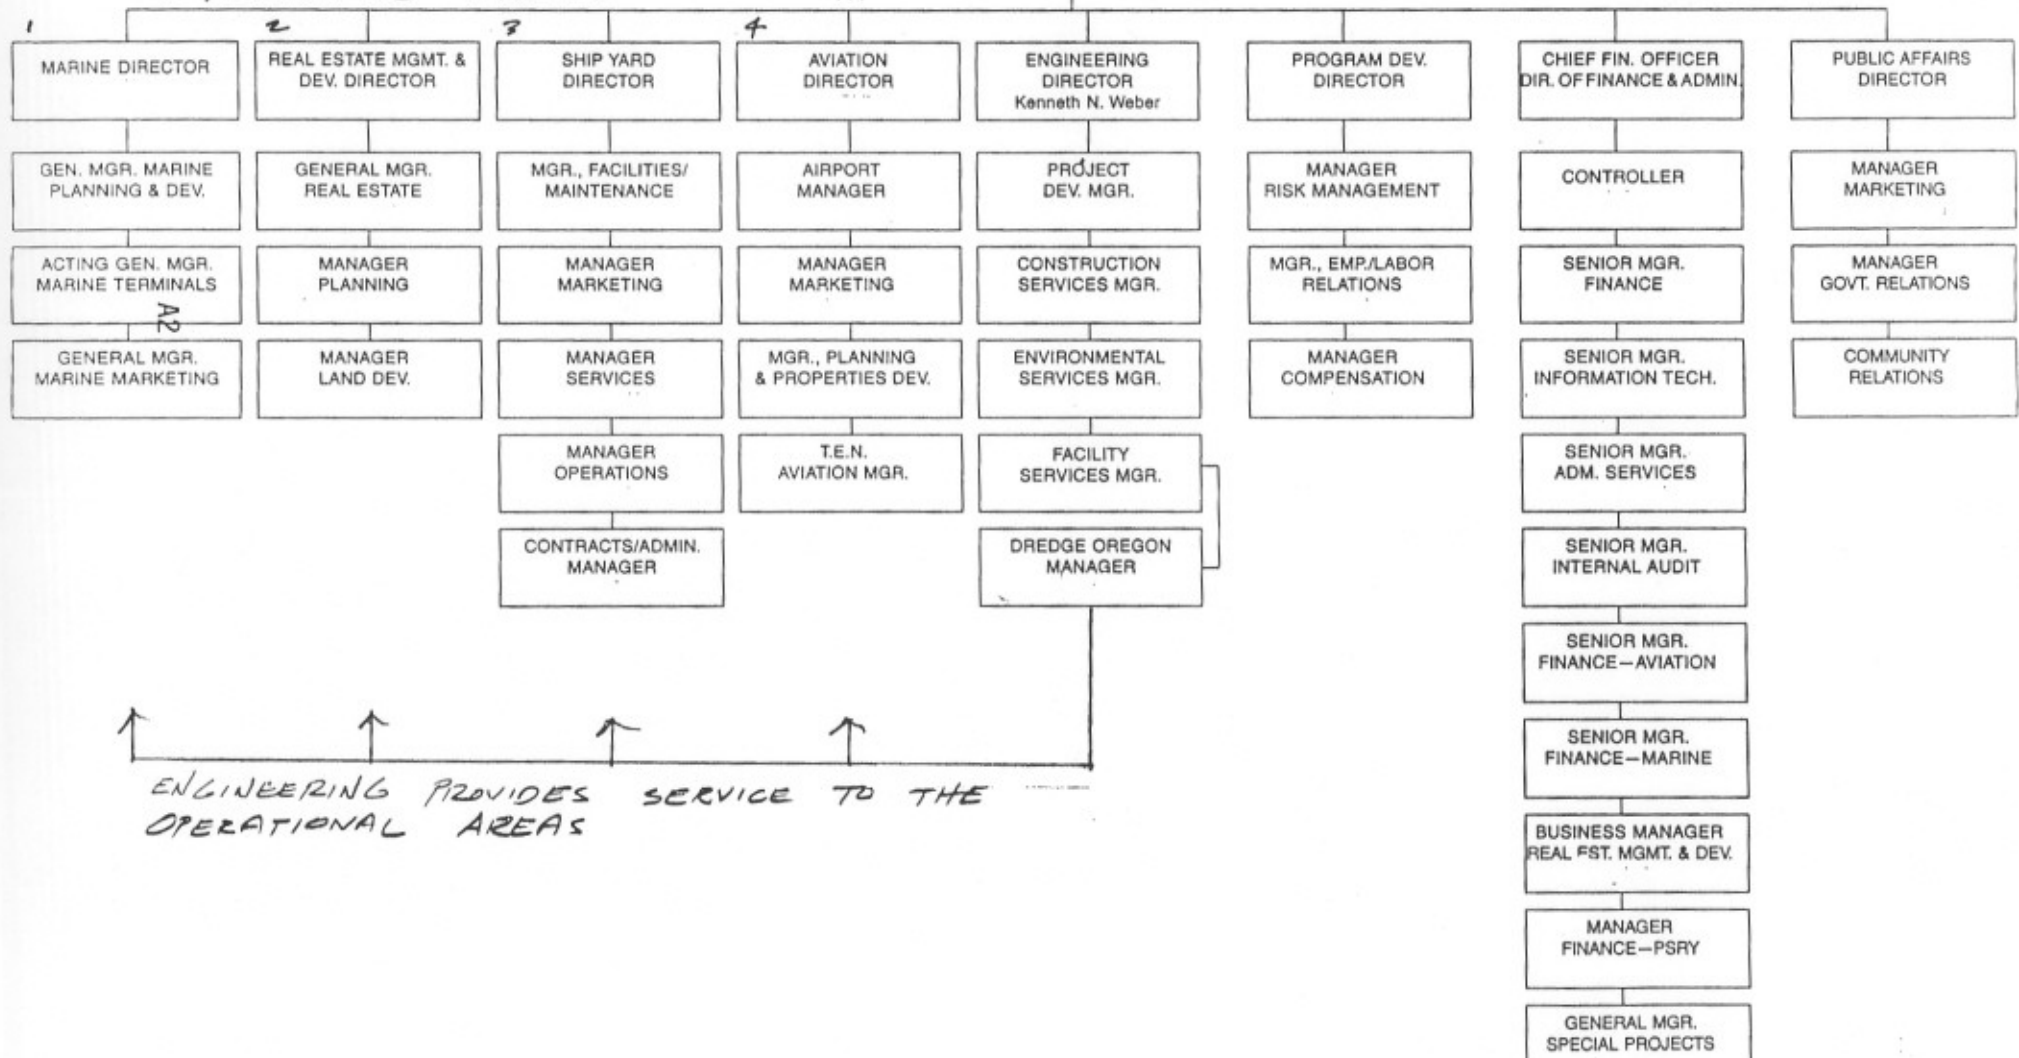 1
2
3
4
MARINE DIRECTOR
GEN. MGR. MARINE
PLANNING & DEV.
ACTING GEN. MGR.
MARINE TERMINALS
A2
GENERAL MGR.
MARINE MARKETING
REAL ESTATE MGMT. &
DEV. DIRECTOR
GENERAL MGR.
REAL ESTATE
MANAGER
PLANNING
MANAGER
LAND DEV.
SHIP YARD
DIRECTOR
MGR., FACILITIES/
MAINTENANCE
MANAGER
MARKETING
MANAGER
SERVICES
MANAGER
OPERATIONS
CONTRACTS/ADMIN.
MANAGER
AVIATION
DIRECTOR
AIRPORT
MANAGER
MANAGER
MARKETING
MGR., PLANNING
& PROPERTIES DEV.
T.E.N.
AVIATION MGR.
ENGINEERING
DIRECTOR
Kenneth N. Weber
PROJECT
DEV. MGR.
CONSTRUCTION
SERVICES MGR.
ENVIRONMENTAL
SERVICES MGR.
FACILITY
SERVICES MGR.
DREDGE OREGON
MANAGER
PROGRAM DEV.
DIRECTOR
MANAGER
RISK MANAGEMENT
MGR., EMP./LABOR
RELATIONS
MANAGER
COMPENSATION
CHIEF FIN. OFFICER
DIR. OF FINANCE & ADMIN.
CONTROLLER
SENIOR MGR.
FINANCE
SENIOR MGR.
INFORMATION TECH.
SENIOR MGR.
ADM. SERVICES
SENIOR MGR.
INTERNAL AUDIT
SENIOR MGR.
FINANCE—AVIATION
SENIOR MGR.
FINANCE—MARINE
BUSINESS MANAGER
REAL EST. MGMT. & DEV.
MANAGER
FINANCE—PSRY
GENERAL MGR.
SPECIAL PROJECTS
PUBLIC AFFAIRS
DIRECTOR
MANAGER
MARKETING
MANAGER
GOVT. RELATIONS
COMMUNITY
RELATIONS
ENGINEERING PROVIDES SERVICE TO THE
OPERATIONAL AREAS